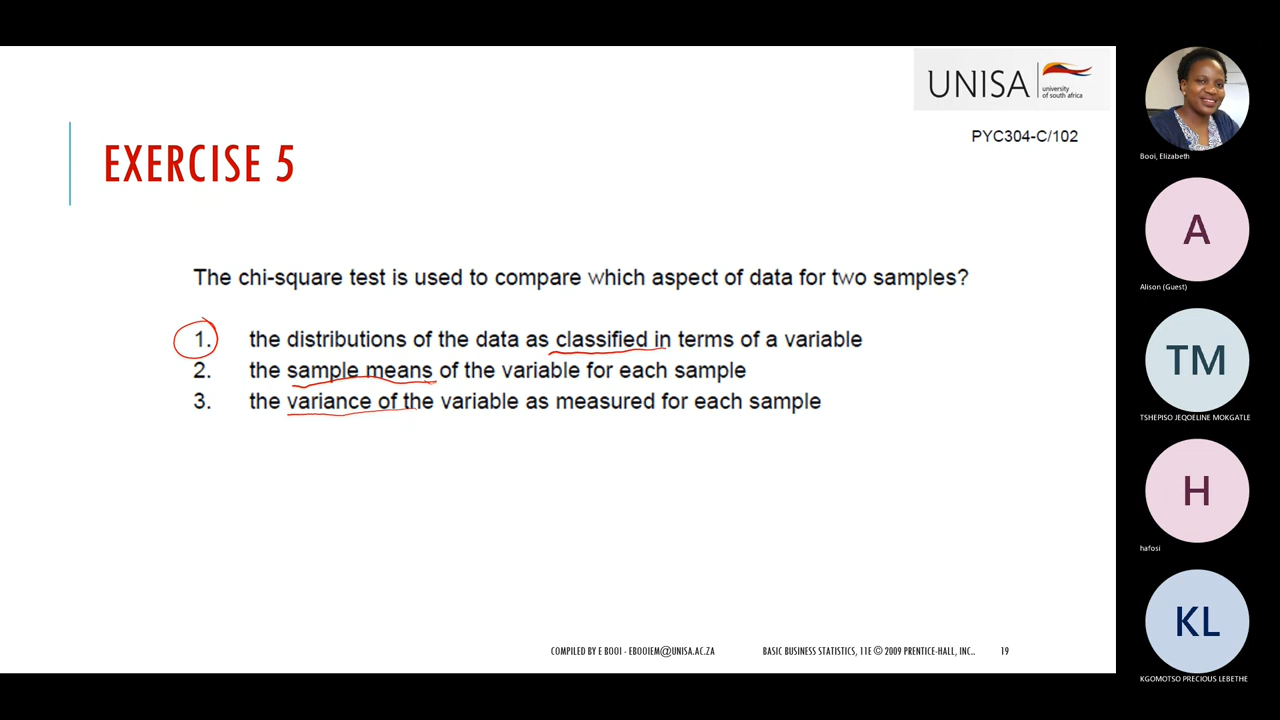 UNISA
university
of south africa
PYC304-C/102
EXERCISE 5
The chi-square test is used to compare which aspect of data for two samples?
1. the distributions of the data as classified in terms of a variable
2. the sample means of the variable for each sample
3. the variance of the variable as measured for each sample
COMPILED BY E BOOI - EBOOIEM@UNISA.AC.ZA
BASIC BUSINESS STATISTICS, 11E © 2009 PRENTICE-HALL, INC..
19
Booi, Elizabeth
A
Alison (Guest)
TM
TSHEPISO JEQOELINE MOKGATLE
H
hafosi
KL
KGOMOTSO PRECIOUS LEBETHE